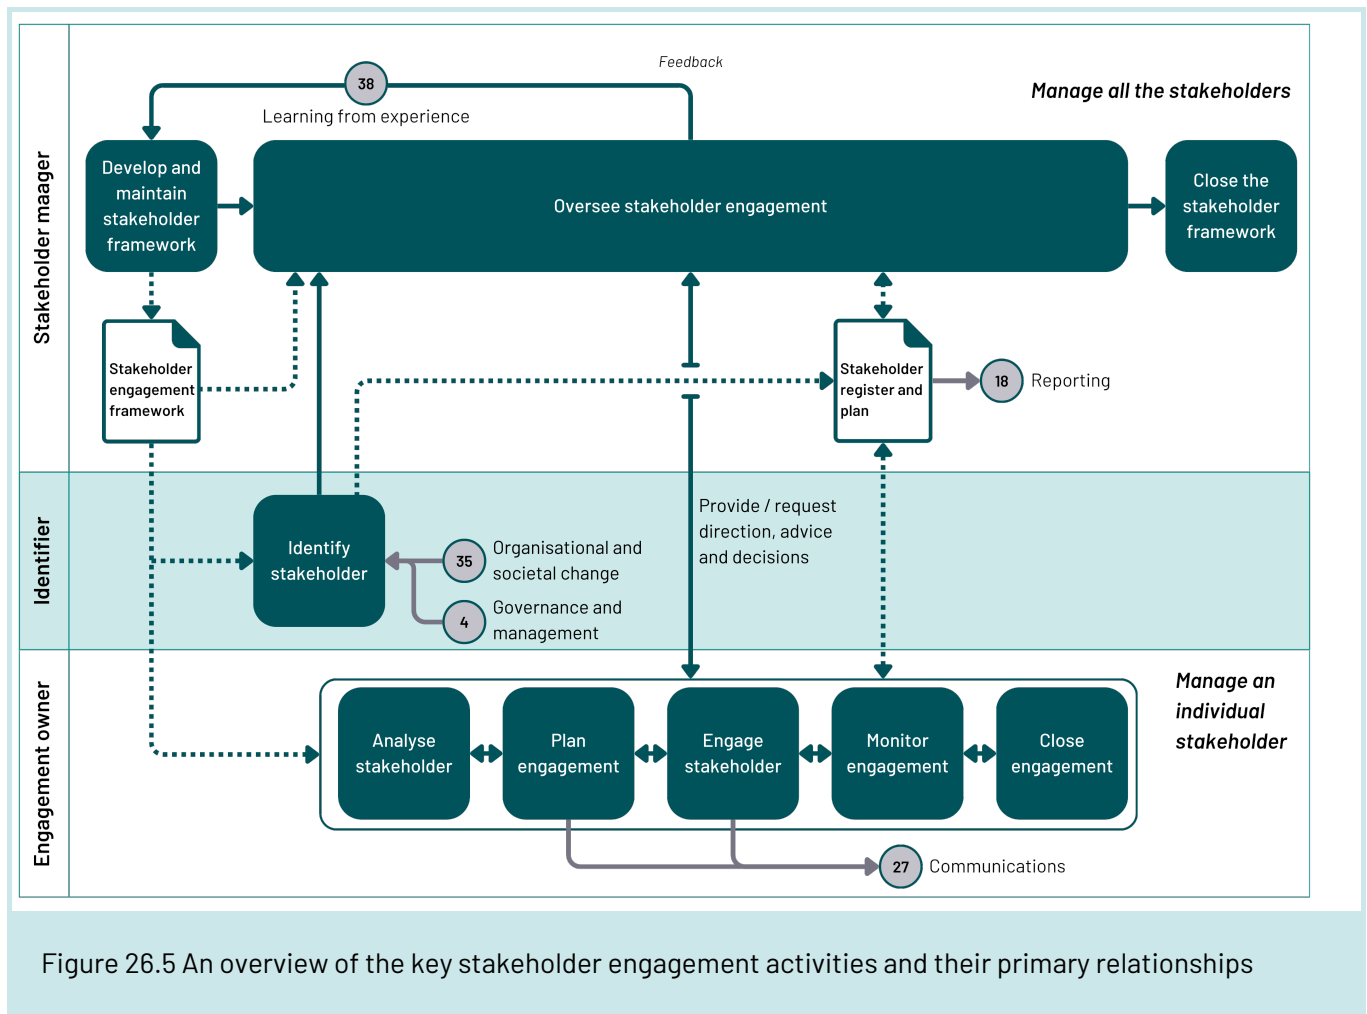 Feedback
38
Manage all the stakeholders
Learning from experience
Stakeholder maager
Develop and
maintain
stakeholder
framework
Oversee stakeholder engagement
Close the
stakeholder
framework
Stakeholder
engagement
framework
Stakeholder
register and
plan
18
Reporting
Identifier
Identify
stakeholder
35
Organisational and
societal change
4
Governance and
management
Provide / request
direction, advice
and decisions
Engagement owner
Manage an
individual
stakeholder
Analyse
stakeholder
Plan
engagement
Engage
stakeholder
Monitor
engagement
Close
engagement
27
Communications
Figure 26.5 An overview of the key stakeholder engagement activities and their primary relationships